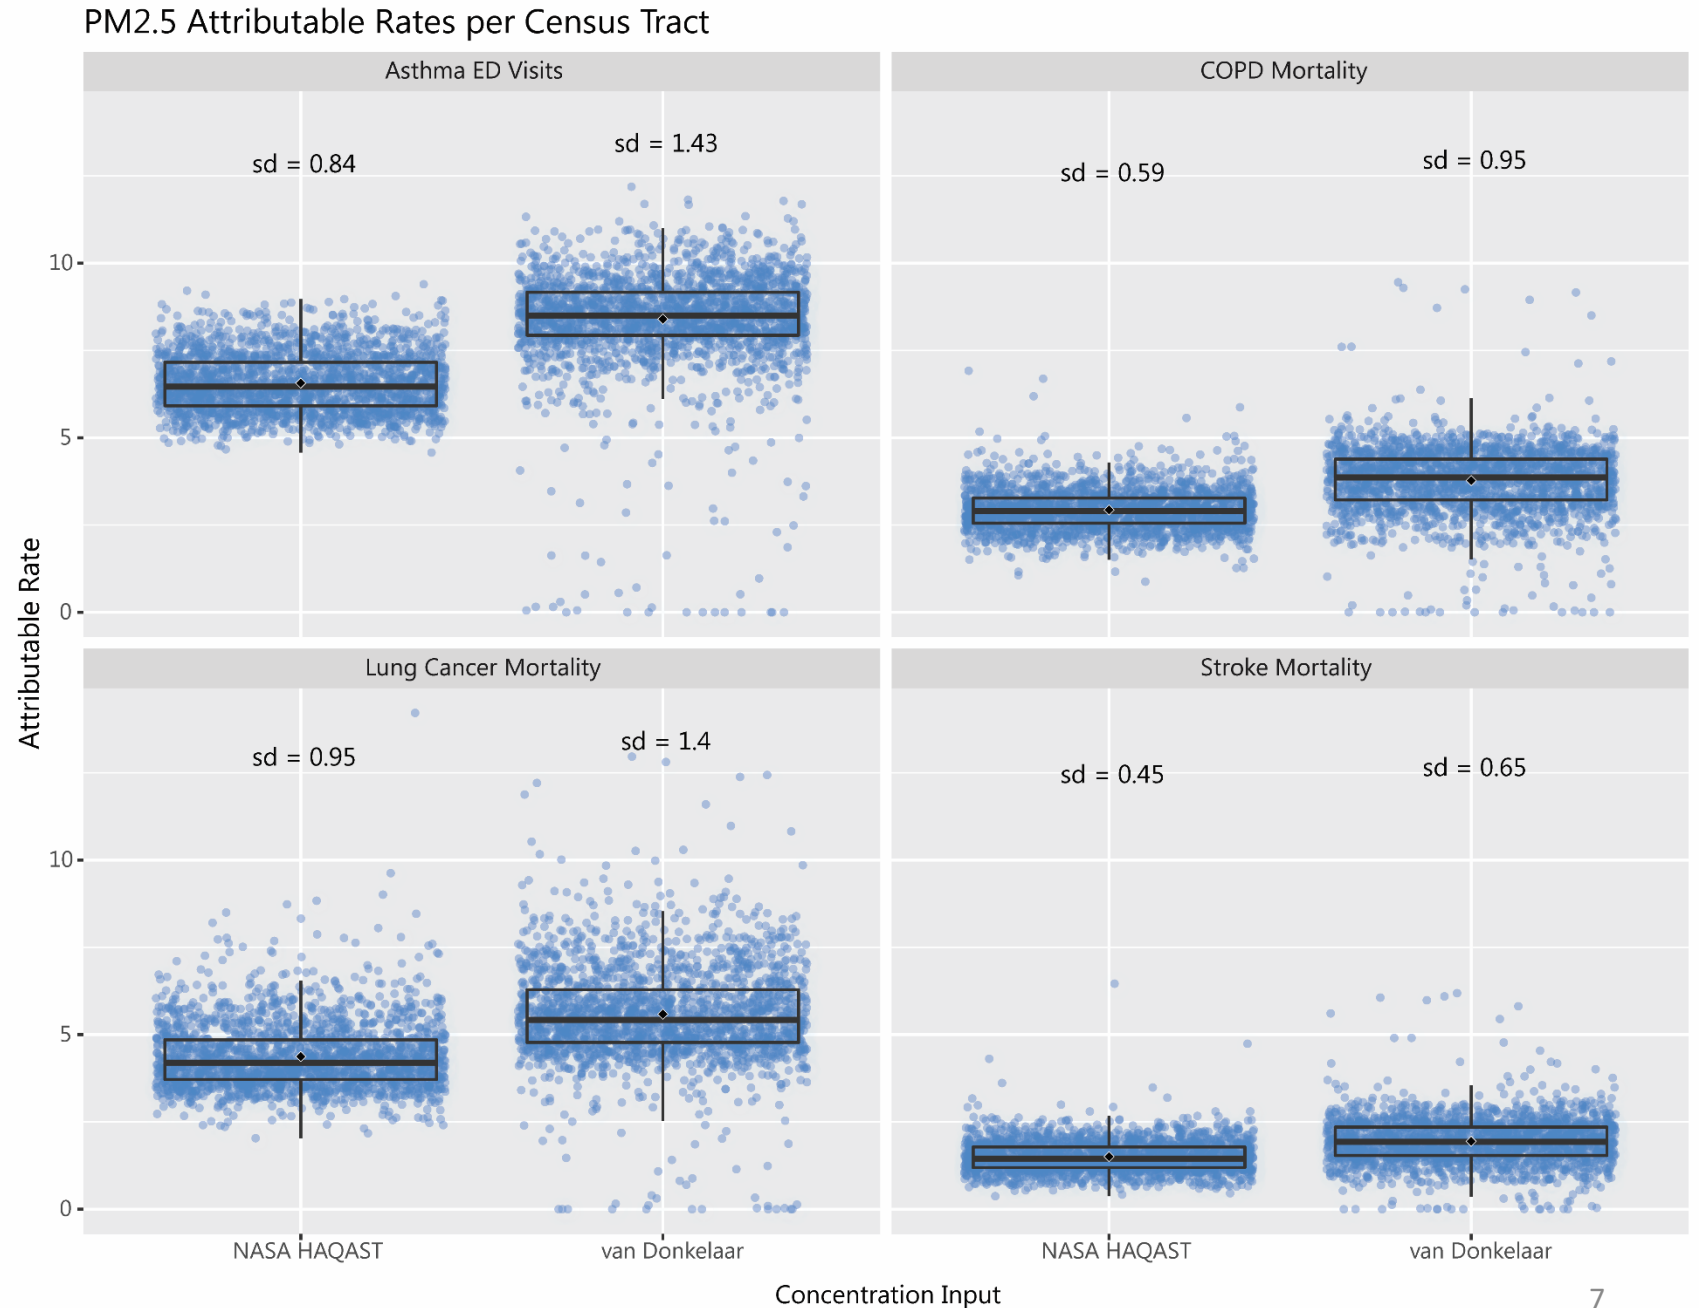 PM2.5 Attributable Rates per Census Tract
Asthma ED Visits
COPD Mortality
sd = 0.84
sd = 1.43
sd = 0.59
sd = 0.95
10
5
0
Attributable Rate
Lung Cancer Mortality
Stroke Mortality
sd = 0.95
sd = 1.4
sd = 0.45
sd = 0.65
10
5
0
NASA HAQAST
van Donkelaar
NASA HAQAST
van Donkelaar
Concentration Input
7